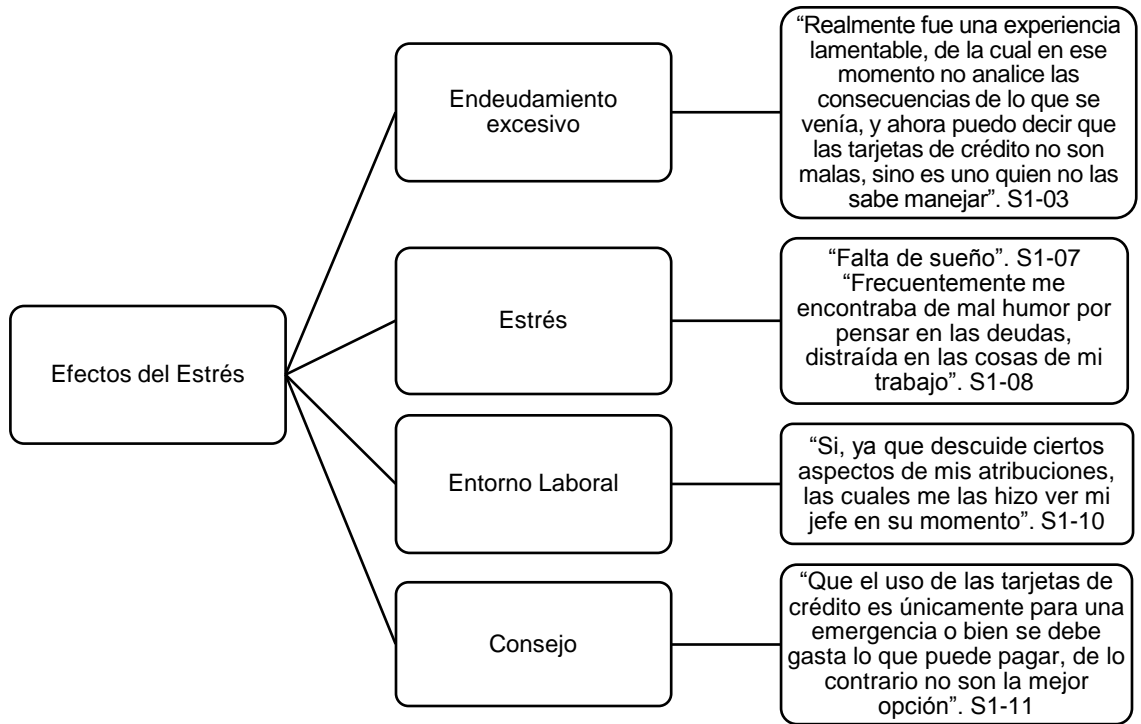 “Realmente fue una experiencia
lamentable, de la cual en ese
momento no analice las
consecuencias de lo que se
venía, y ahora puedo decir que
las tarjetas de crédito no son
malas, sino es uno quien no las
sabe manejar”. S1-03
Endeudamiento
excesivo
“Falta de sueño”. S1-07
“Frecuentemente me
encontraba de mal humor por
pensar en las deudas,
distraída en las cosas de mi
trabajo”. S1-08
Estrés
Efectos del Estrés
“Si, ya que descuide ciertos
aspectos de mis atribuciones,
las cuales me las hizo ver mi
jefe en su momento”. S1-10
Entorno Laboral
“Que el uso de las tarjetas de
crédito es únicamente para una
emergencia o bien se debe
gasta lo que puede pagar, de lo
contrario no son la mejor
opción”. S1-11
Consejo